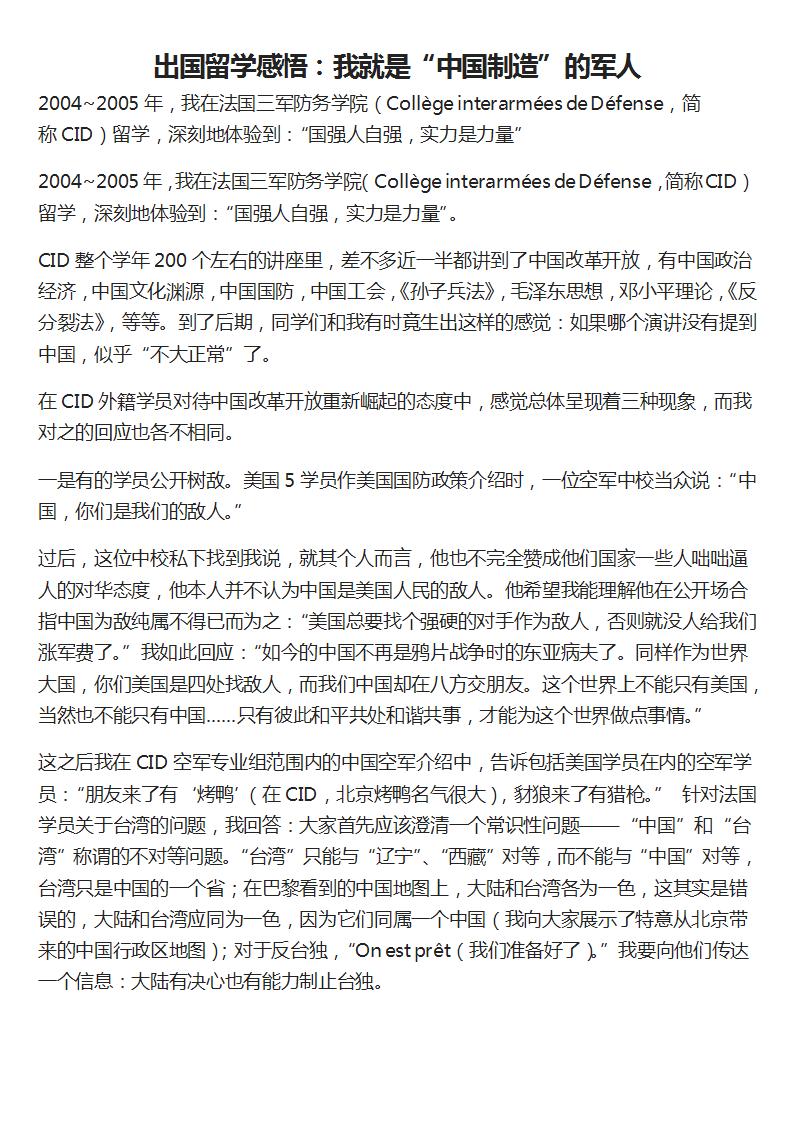 出国留学感悟：我就是“中国制造”的军人
2004~2005 年，我在法国三军防务学院（Collège interarmées de Défense，简
称 CID）留学，深刻地体验到：“国强人自强，实力是力量”
2004~2005 年，我在法国三军防务学院（Collège interarmées de Défense，简称 CID）
留学，深刻地体验到：“国强人自强，实力是力量”。
CID 整个学年 200 个左右的讲座里，差不多近一半都讲到了中国改革开放，有中国政治
经济，中国文化渊源，中国国防，中国工会，《孙子兵法》，毛泽东思想，邓小平理论，《反
分裂法》，等等。到了后期，同学们和我有时竟生出这样的感觉：如果哪个演讲没有提到
中国，似乎“不大正常”了。
在 CID 外籍学员对待中国改革开放重新崛起的态度中，感觉总体呈现着三种现象，而我
对之的回应也各不相同。
一是有的学员公开树敌。美国 5 学员作美国国防政策介绍时，一位空军中校当众说：“中
国，你们是我们的敌人。”
过后，这位中校私下找到我说，就其个人而言，他也不完全赞成他们国家一些人咄咄逼
人的对华态度，他本人并不认为中国是美国人民的敌人。他希望我能理解他在公开场合
指中国为敌纯属不得已而为之：“美国总要找个强硬的对手作为敌人，否则就没人给我们
涨军费了。”我如此回应：“如今的中国不再是鸦片战争时的东亚病夫了。同样作为世界
大国，你们美国是四处找敌人，而我们中国却在八方交朋友。这个世界上不能只有美国，
当然也不能只有中国……只有彼此和平共处和谐共事，才能为这个世界做点事情。”
这之后我在 CID 空军专业组范围内的中国空军介绍中，告诉包括美国学员在内的空军学
员：“朋友来了有‘烤鸭’（在 CID，北京烤鸭名气很大），豺狼来了有猎枪。” 针对法国
学员关于台湾的问题，我回答：大家首先应该澄清一个常识性问题——“中国”和“台
湾”称谓的不对等问题。“台湾”只能与“辽宁”、“西藏”对等，而不能与“中国”对等，
台湾只是中国的一个省；在巴黎看到的中国地图上，大陆和台湾各为一色，这其实是错
误的，大陆和台湾应同为一色，因为它们同属一个中国（我向大家展示了特意从北京带
来的中国行政区地图）；对于反台独，“On est prêt（我们准备好了）。”我要向他们传达
一个信息：大陆有决心也有能力制止台独。